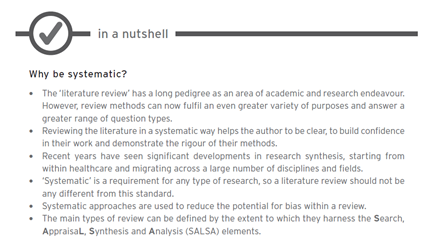 in a nutshell
Why be systematic?
• The 'literature review' has a long pedigree as an area of academic and research endeavour.
However, review methods can now fulfil an even greater variety of purposes and answer a
greater range of question types.
• Reviewing the literature in a systematic way helps the author to be clear, to build confidence
in their work and demonstrate the rigour of their methods.
• Recent years have seen significant developments in research synthesis, starting from
within healthcare and migrating across a large number of disciplines and fields.
• 'Systematic' is a requirement for any type of research, so a literature review should not be
any different from this standard.
• Systematic approaches are used to reduce the potential for bias within a review.
• The main types of review can be defined by the extent to which they harness the Search,
AppraisaL, Synthesis and Analysis (SALSA) elements.